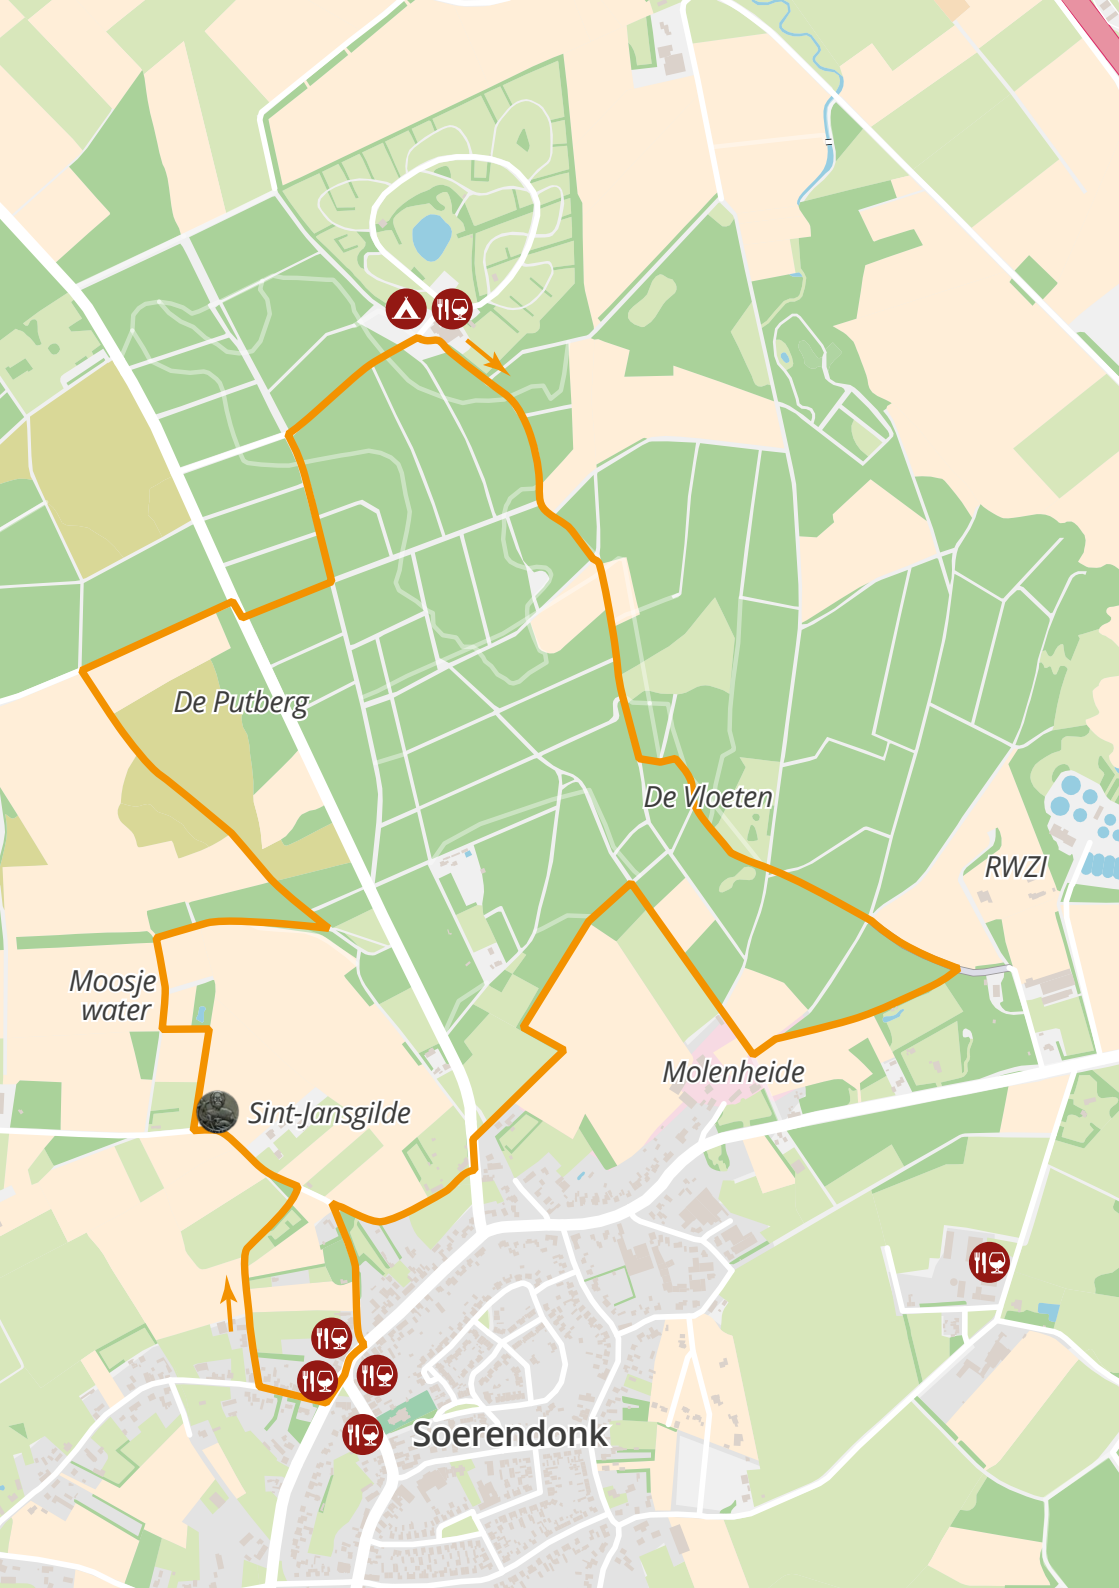 De Putberg
De Vloeten
RWZI
Moosje
water
Molenheide
Sint-Jansgilde
Soerendonk